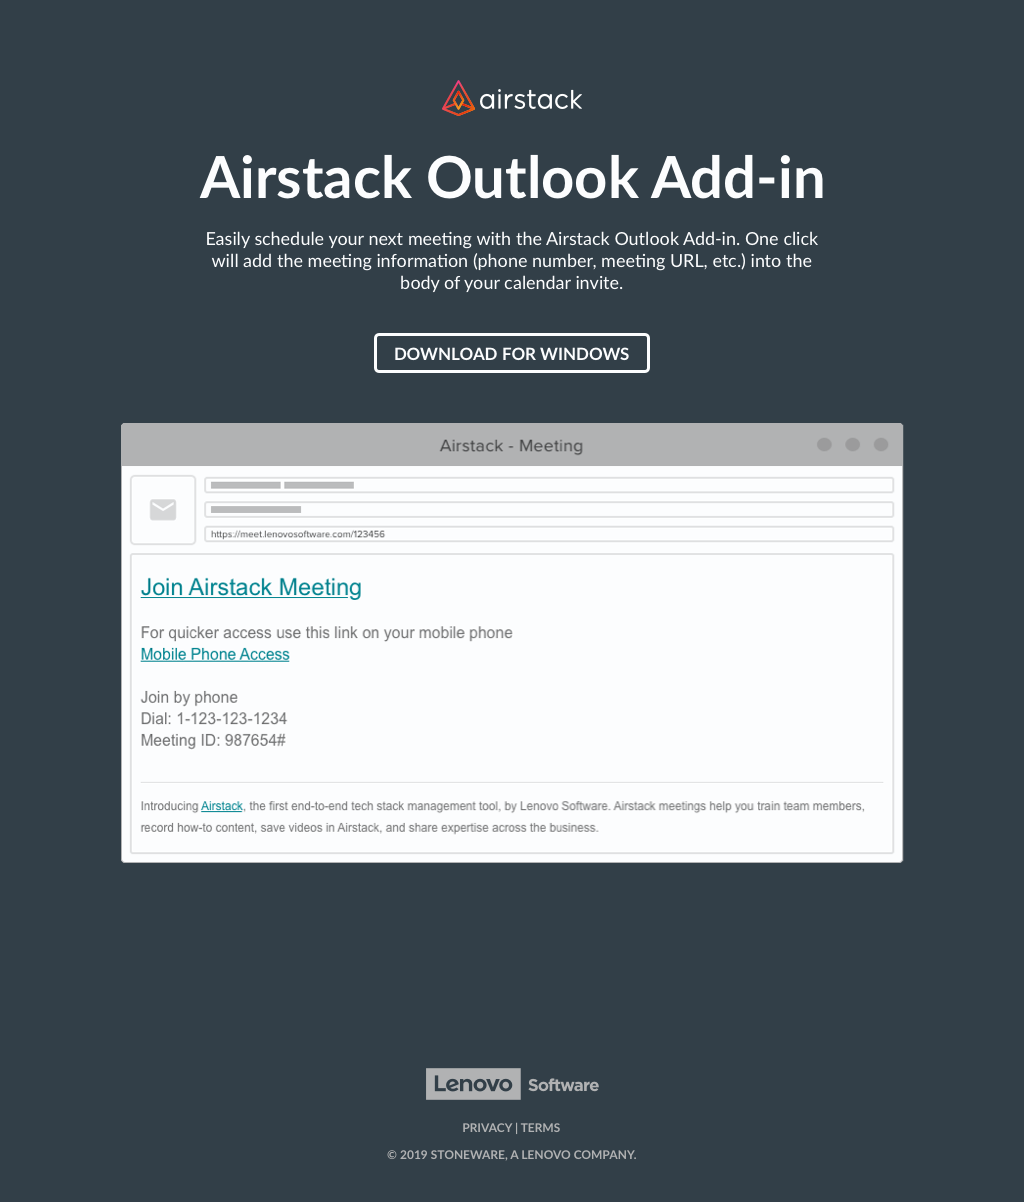 airstack
Airstack Outlook Add-in
Easily schedule your next meeting with the Airstack Outlook Add-in. One click
will add the meeting information (phone number, meeting URL, etc.) into the
body of your calendar invite.
DOWNLOAD FOR WINDOWS
Airstack - Meeting
https://meet.lenovosoftware.com/123456
Join Airstack Meeting
For quicker access use this link on your mobile phone
Mobile Phone Access
Join by phone
Dial: 1-123-123-1234
Meeting ID: 987654#
Introducing Airstack, the first end-to-end tech stack management tool, by Lenovo Software. Airstack meetings help you train team members,
record how-to content, save videos in Airstack, and share expertise across the business.
Lenovo Software
PRIVACY | TERMS
© 2019 STONEWARE, A LENOVO COMPANY.